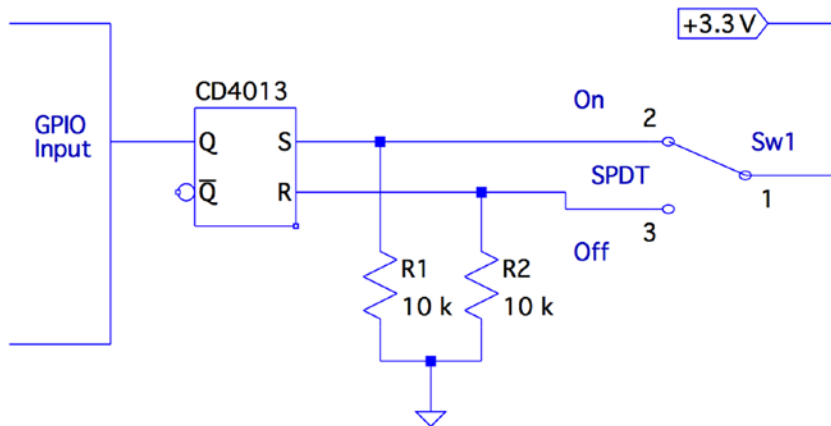 +3.3 V
CD4013
On
2
GPIO
Input
Q
S
Sw1
Q̅
R
SPDT
1
3
Off
R1
R2
10 k
10 k